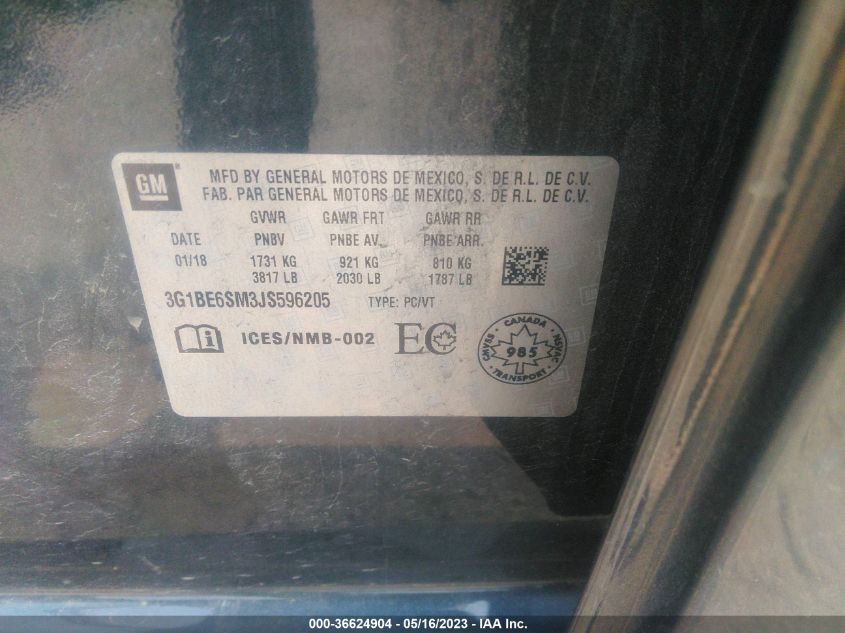 GM
MFD BY GENERAL MOTORS DE MEXICO, S. DE R.L. DE C.V.
FAB. PAR GENERAL MOTORS DE MEXICO, S. DE R.L. DE C.V.
GVWR GAWR FRT GAWR RR
DATE PNBV PNBE AV. PNBE ARR.
01/18 1731 KG 921 KG 810 KG
3817 LB 2030 LB 1787 LB
3G1BE6SM3JS596205 TYPE: PC/VT
ICES/NMB-002 EC
CANADA
CMVSS NSVAC
985
TRANSPORT
000-36624904 - 05/16/2023 - IAA Inc.